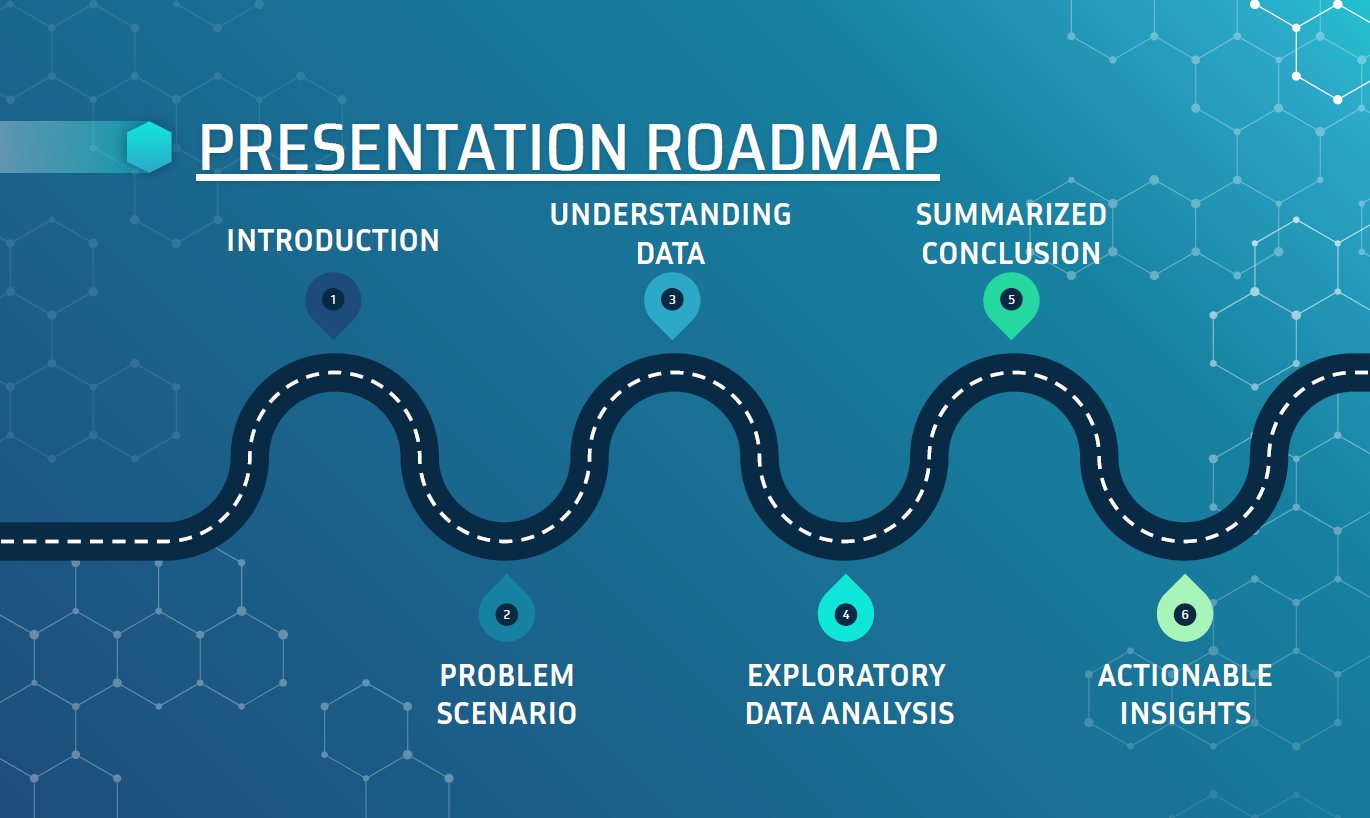 PRESENTATION ROADMAP
INTRODUCTION
1
PROBLEM
SCENARIO
2
UNDERSTANDING
DATA
3
EXPLORATORY
DATA ANALYSIS
4
SUMMARIZED
CONCLUSION
5
ACTIONABLE
INSIGHTS
6